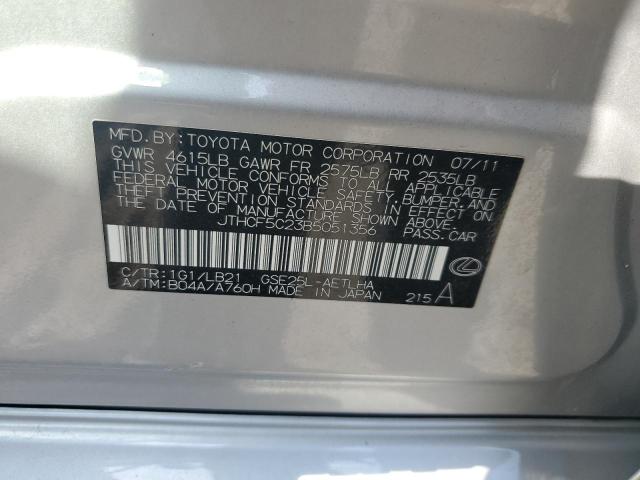 MFD. BY: TOYOTA MOTOR CORPORATION 07/11
GVWR 4615LB GAWR FR 2575LB RR 2535LB
THIS VEHICLE CONFORMS TO ALL APPLICABLE
FEDERAL MOTOR VEHICLE SAFETY, BUMPER, AND
THEFT PREVENTION STANDARDS IN EFFECT ON
THE DATE OF MANUFACTURE SHOWN ABOVE.
JTHCF5C23B5051356 PASS. CAR
C/TR: 1G1/LB21 GSE25L-AETLHA
A/TM: B04A/A760H MADE IN JAPAN 215 A